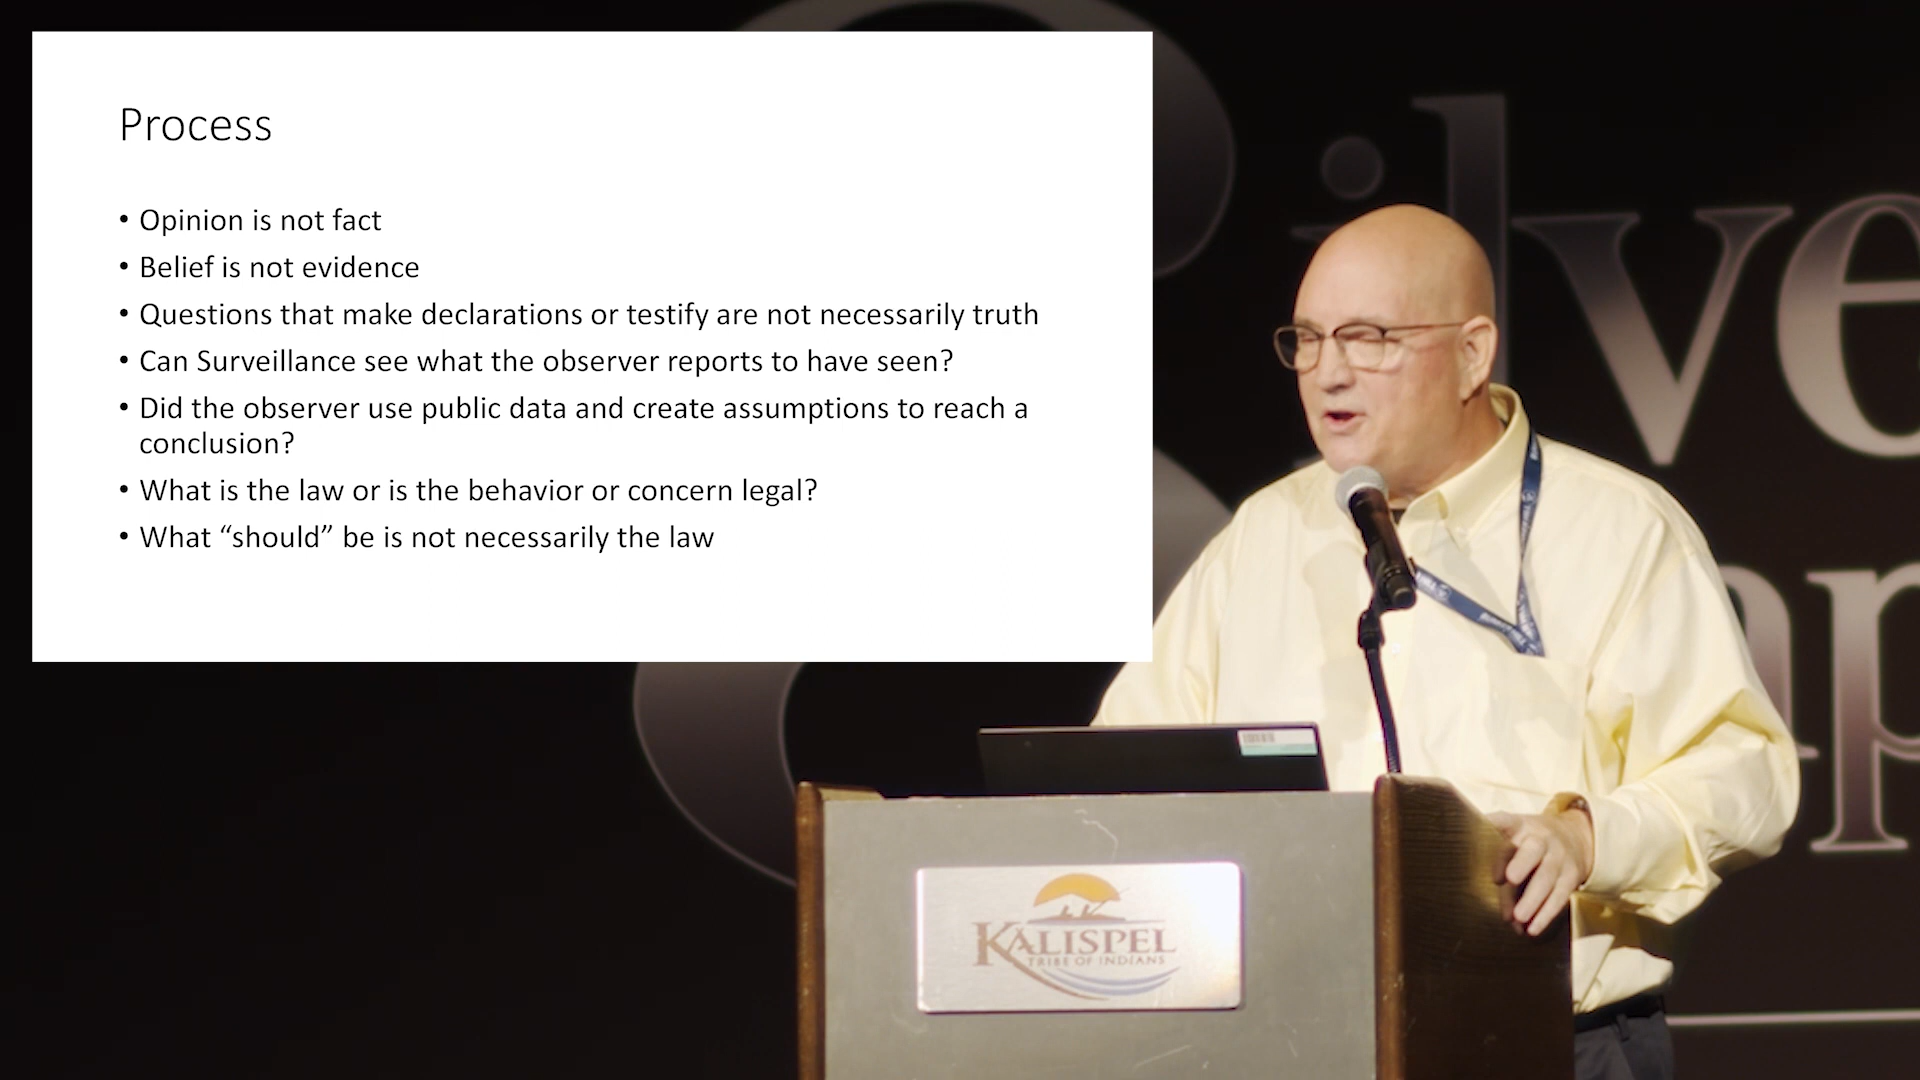 Process
• Opinion is not fact
• Belief is not evidence
• Questions that make declarations or testify are not necessarily truth
• Can Surveillance see what the observer reports to have seen?
• Did the observer use public data and create assumptions to reach a
conclusion?
• What is the law or is the behavior or concern legal?
• What “should” be is not necessarily the law
ilve
KALISPEL
TRIBE OF INDIANS